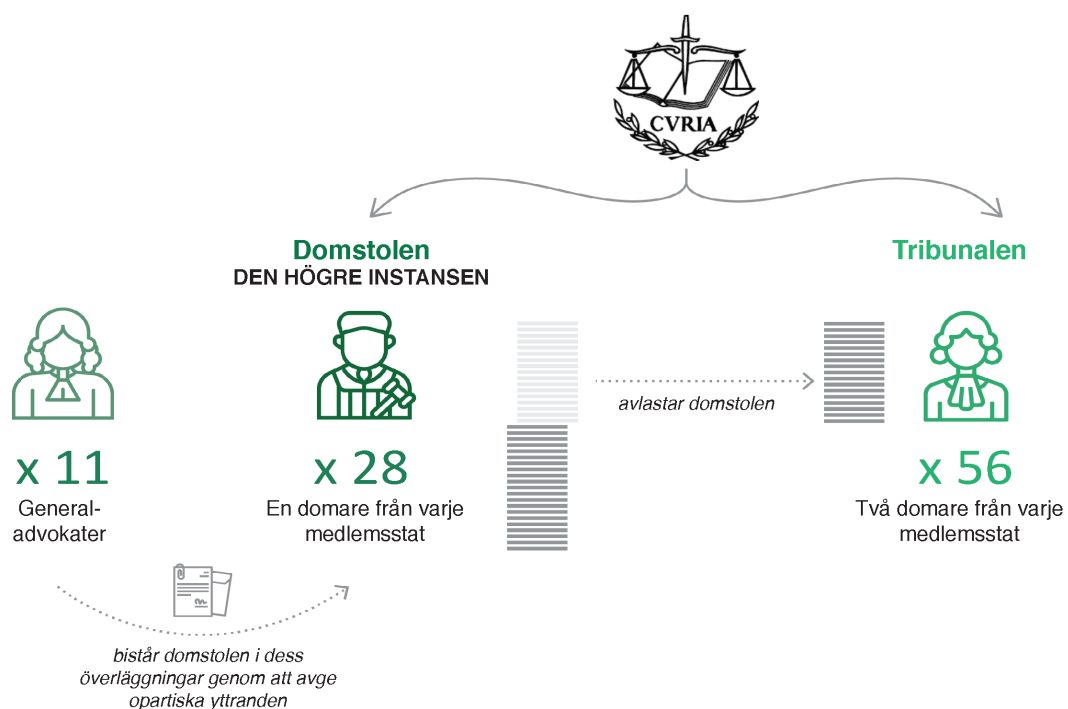 CVRIA
Domstolen
DEN HÖGRE INSTANSEN
Tribunalen
avlastar domstolen
x 11
General-
advokater
x 28
En domare från varje
medlemsstat
x 56
Två domare från varje
medlemsstat
bistår domstolen i dess
överläggningar genom att avge
opartiska yttranden